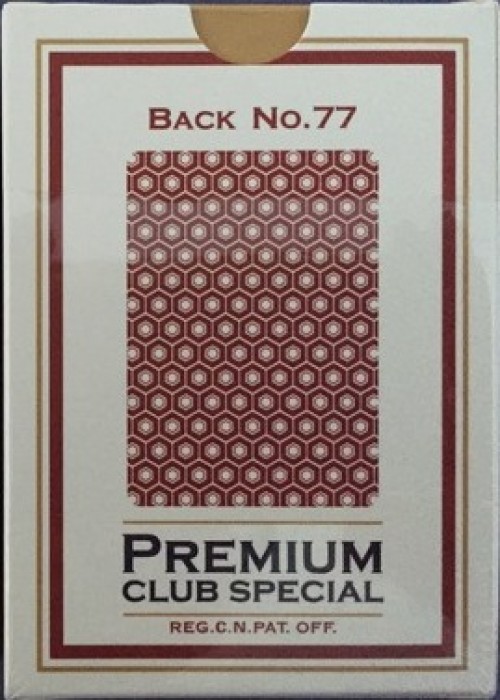 BACK NO.77
PREMIUM
CLUB SPECIAL
REG.C.N.PAT. OFF.